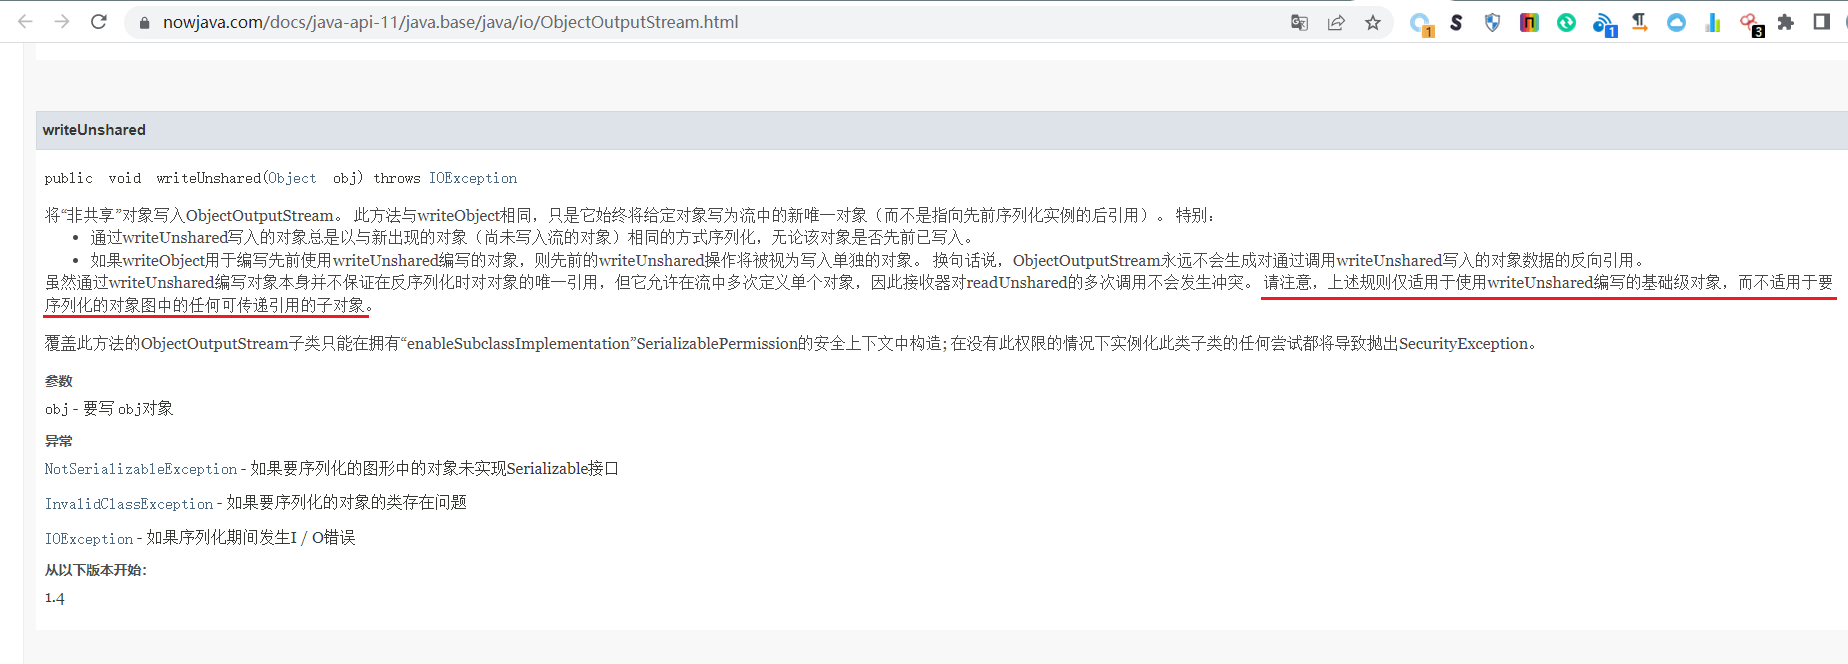 nowjava.com/docs/java-api-11/java.base/java/io/ObjectOutputStream.html
1
1
3
writeUnshared
public void writeUnshared(Object obj) throws IOException
将“非共享”对象写入ObjectOutputStream。 此方法与writeObject相同，只是它始终将给定对象写为流中的新唯一对象（而不是指向先前序列化实例的后引用）。 特别：
• 通过writeUnshared写入的对象总是以与新出现的对象（尚未写入流的对象）相同的方式序列化，无论该对象是否先前已写入。
• 如果writeObject用于编写先前使用writeUnshared编写的对象，则先前的writeUnshared操作将被视为写入单独的对象。 换句话说，ObjectOutputStream永远不会生成对通过调用writeUnshared写入的对象数据的反向引用。
虽然通过writeUnshared编写对象本身并不保证在反序列化时对对象的唯一引用，但它允许在流中多次定义单个对象，因此接收器对readUnshared的多次调用不会发生冲突。 请注意，上述规则仅适用于使用writeUnshared编写的基础级对象，而不适用于要
序列化的对象图中的任何可传递引用的子对象。
覆盖此方法的ObjectOutputStream子类只能在拥有“enableSubclassImplementation”SerializablePermission的安全上下文中构造; 在没有此权限的情况下实例化此类子类的任何尝试都将导致抛出SecurityException。
参数
obj - 要写 obj对象
异常
NotSerializableException - 如果要序列化的图形中的对象未实现Serializable接口
InvalidClassException - 如果要序列化的对象的类存在问题
IOException - 如果序列化期间发生I / O错误
从以下版本开始：
1.4